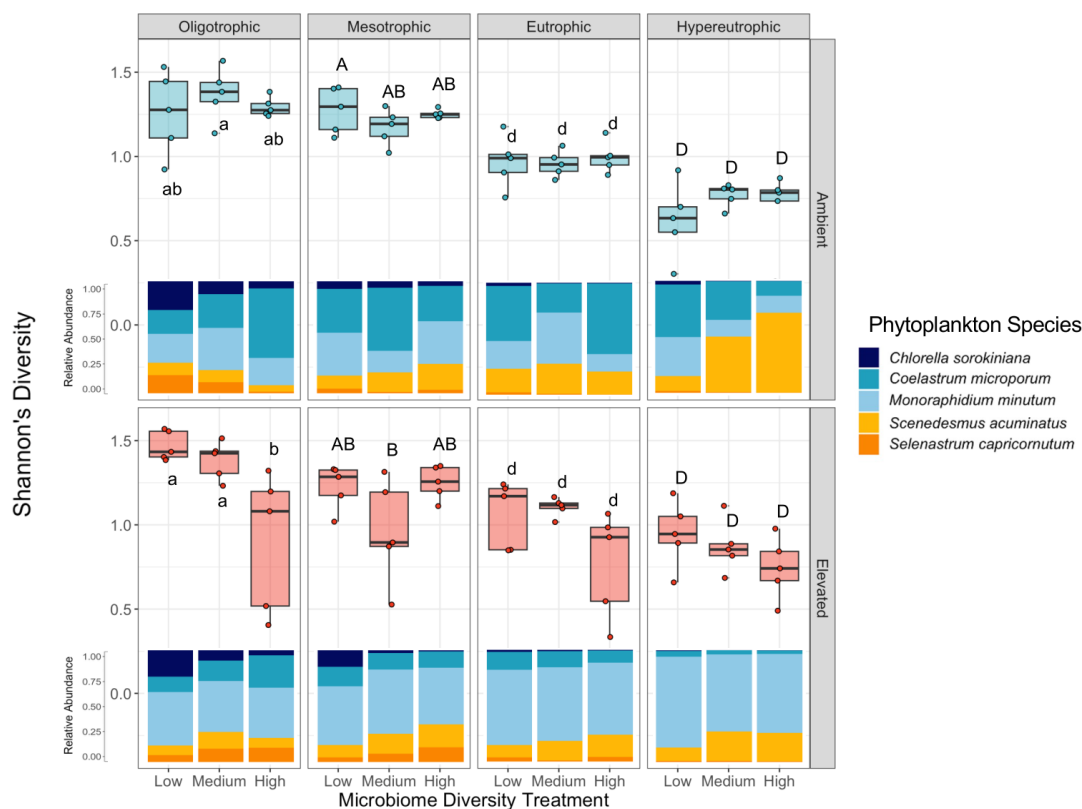 Oligotrophic Mesotrophic Eutrophic Hypereutrophic
Shannon's Diversity
1.5
1.0
0.5
0.0
ab a ab
A AB AB
d d d
D D D
Ambient
Relative Abundance
1.00
0.75
0.50
0.25
0.00
1.5
1.0
0.5
0.0
a a b
AB B AB
d d d
D D D
Elevated
Relative Abundance
1.00
0.75
0.50
0.25
0.00
Low Medium High Low Medium High Low Medium High Low Medium High
Microbiome Diversity Treatment
Phytoplankton Species
Chlorella sorokiniana
Coelastrum microporum
Monoraphidium minutum
Scenedesmus acuminatus
Selenastrum capricornutum